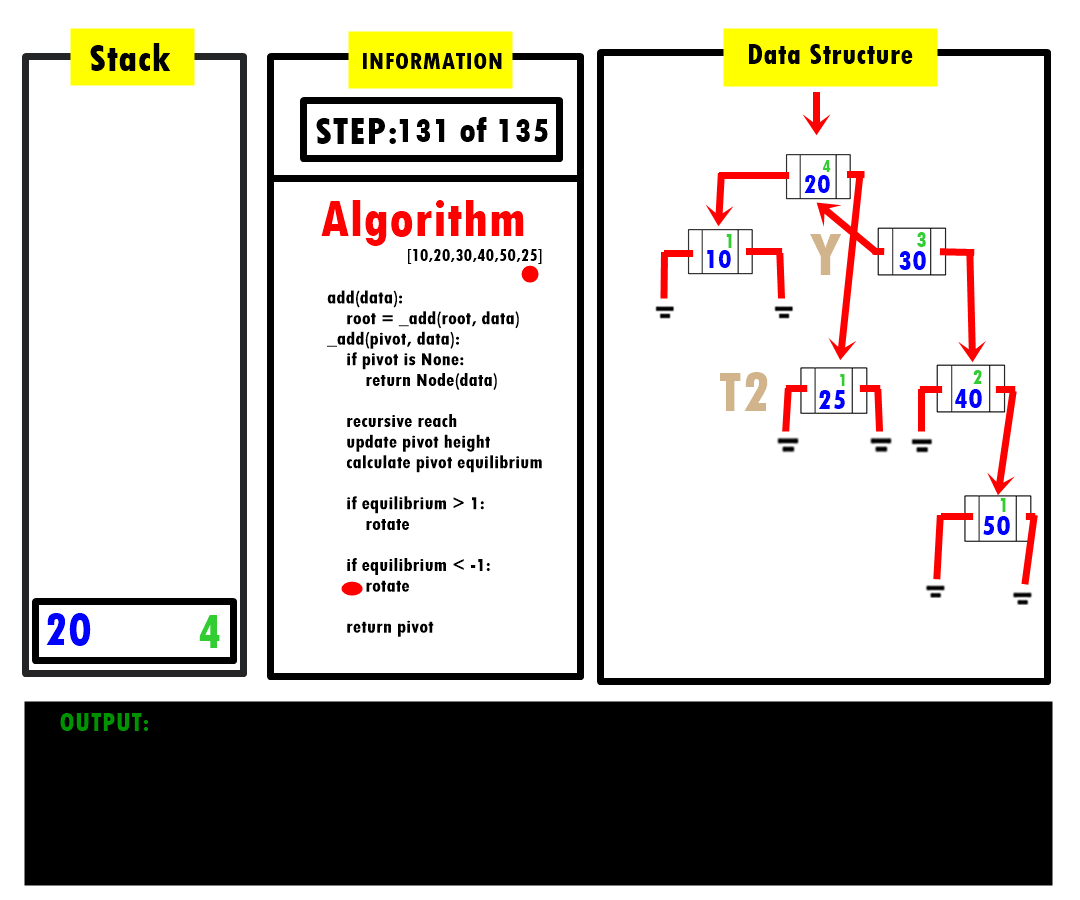 Stack
20 4
INFORMATION
STEP:131 of 135
Algorithm
[10,20,30,40,50,25]
add(data):
root = _add(root, data)
_add(pivot, data):
if pivot is None:
return Node(data)
recursive reach
update pivot height
calculate pivot equilibrium
if equilibrium > 1:
rotate
if equilibrium < -1:
rotate
return pivot
Data Structure
4
20
1
10
Y
3
30
T2
1
25
2
40
1
50
OUTPUT: